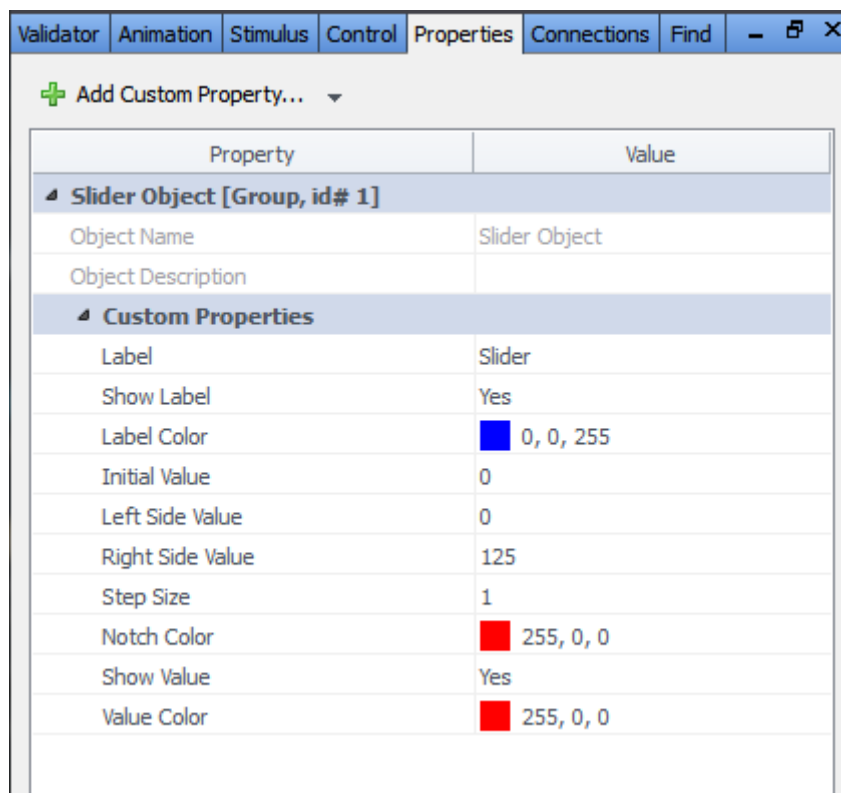 Validator Animation Stimulus Control Properties Connections Find
Add Custom Property...
Property Value
Slider Object [Group, id# 1]
Object Name Slider Object
Object Description
Custom Properties
Label Slider
Show Label Yes
Label Color 0, 0, 255
Initial Value 0
Left Side Value 0
Right Side Value 125
Step Size 1
Notch Color 255, 0, 0
Show Value Yes
Value Color 255, 0, 0